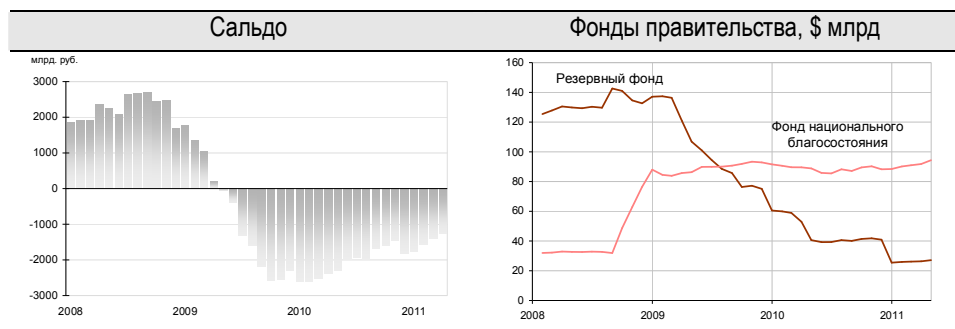 Сальдо
млрд. руб.
3000
2000
1000
0
-1000
-2000
-3000
2008 2009 2010 2011
Фонды правительства, $ млрд
160
140
120
100
80
60
40
20
0
Резервный фонд
Фонд национального
благосостояния
2008 2009 2010 2011